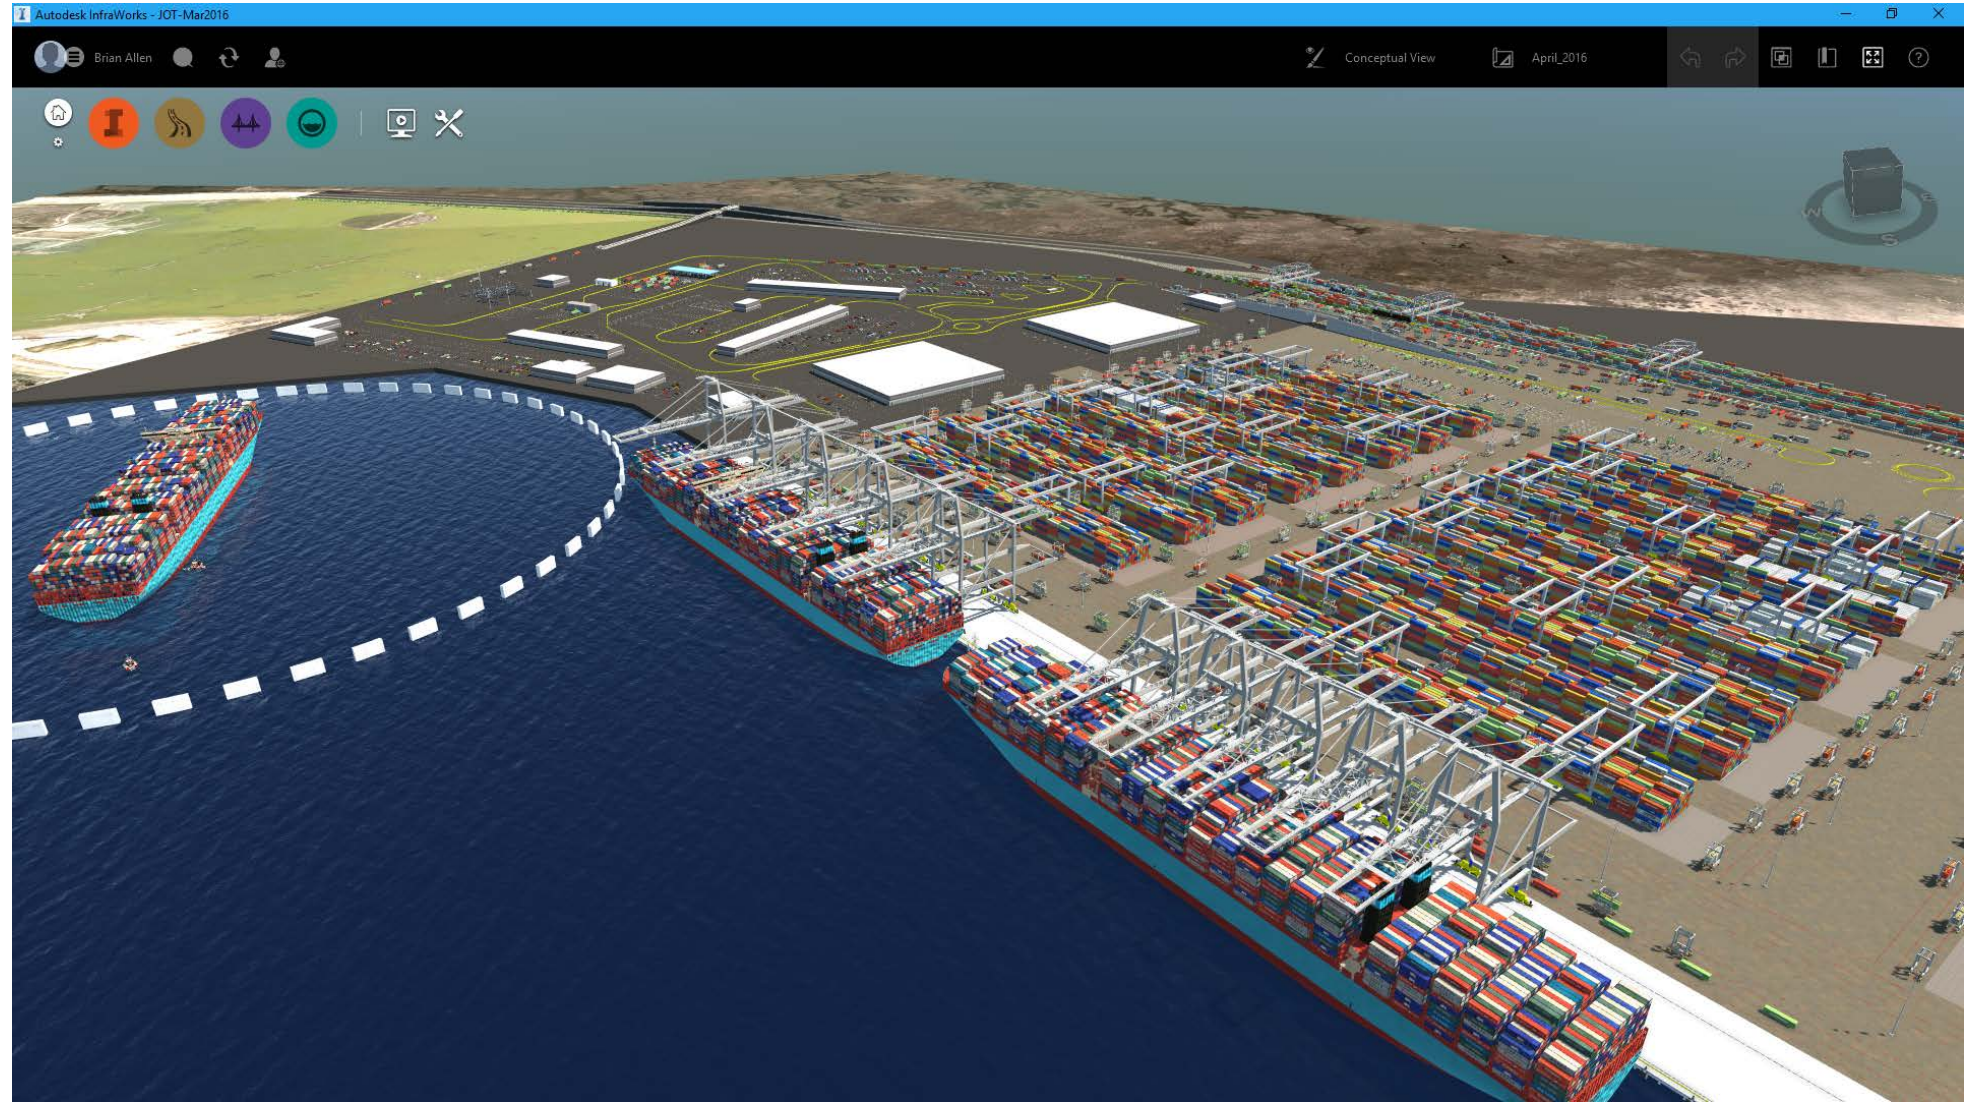 Autodesk InfraWorks - JOT-Mar2016
Brian Allen
Conceptual View
April_2016
W
S
E